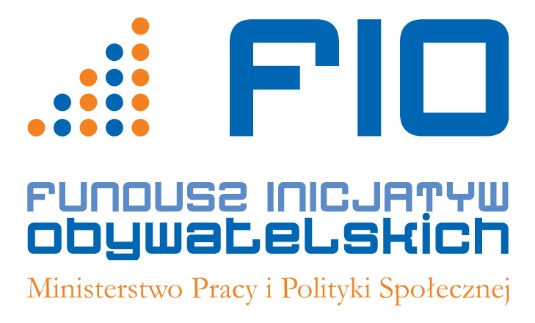 FIO
FUNDUSZ INICJATYW
obywatelskich
Ministerstwo Pracy i Polityki Społecznej